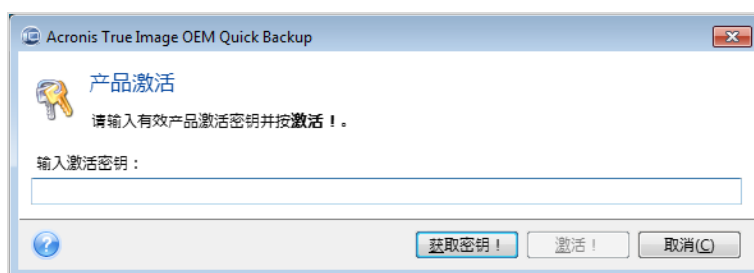 Acronis True Image OEM Quick Backup
产品激活
请输入有效产品激活密钥并按激活！。
输入激活密钥：
获取密钥！ 激活！ 取消(C)